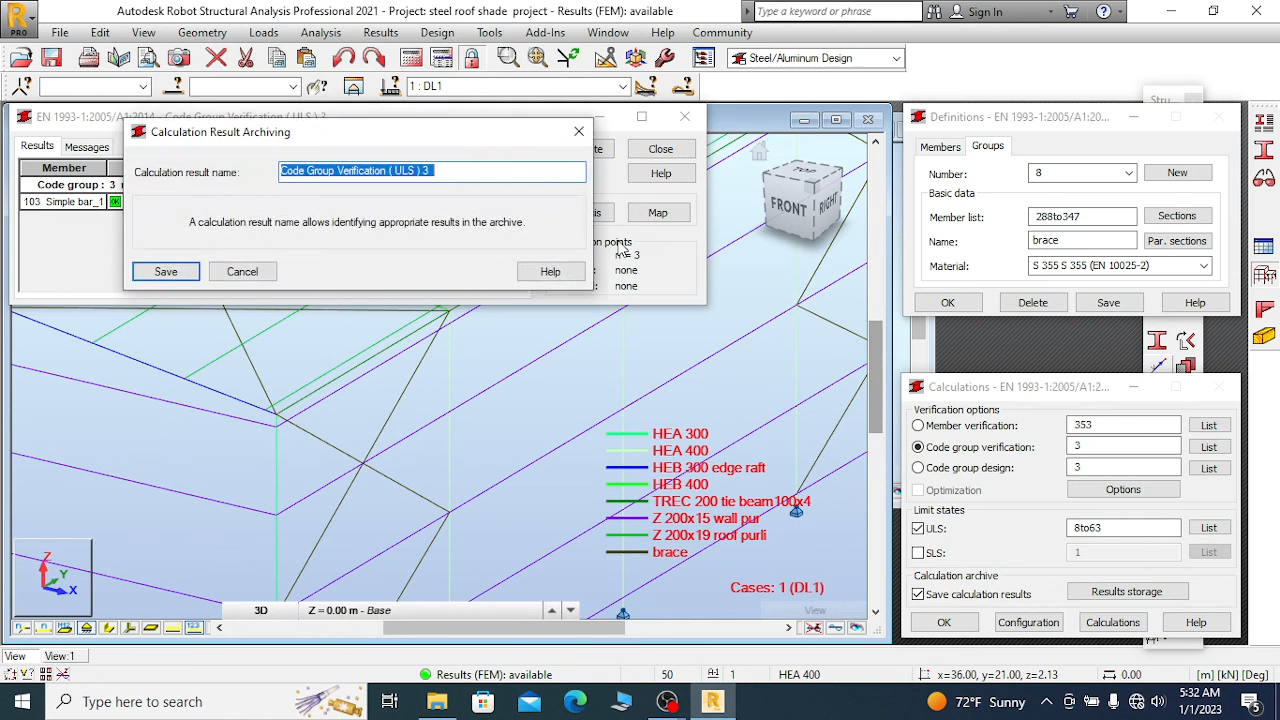 Autodesk Robot Structural Analysis Professional 2021 - Project: steel roof shade project - Results (FEM): available
Type a keyword or phrase
Sign In
PRO
File Edit View Geometry Loads Analysis Results Design Tools Add-Ins Window Help Community
Steel/Aluminum Design
1 : DL1
EN 1993-1:2005/A1:2014 - Code Group Verification ( ULS ) 3
Results Messages
Member
Code group : 3
103 Simple bar_1 OK
Close
Help
Map
n = 3
none
none
Calculation Result Archiving
Calculation result name:
Code Group Verification ( ULS ) 3
A calculation result name allows identifying appropriate results in the archive.
Save Cancel Help
TOP
FRONT
RIGHT
HEA 300
HEA 400
HEB 300 edge raft
HEB 400
TREC 200 tie beam100x4
Z 200x15 wall pur
Z 200x19 roof purli
brace
Cases: 1 (DL1)
Z
Y
X
3D
Z = 0.00 m - Base
View
Definitions - EN 1993-1:2005/A1:20...
Members Groups
Number: 8 New
Basic data
Member list: 288to347 Sections
Name: brace Par. sections
Material: S 355 S 355 (EN 10025-2)
OK Delete Save Help
Calculations - EN 1993-1:2005/A1:2...
Verification options
Member verification: 353 List
Code group verification: 3 List
Code group design: 3 List
Optimization Options
Limit states
ULS: 8to63 List
SLS: 1 List
Calculation archive
Save calculation results Results storage
OK Configuration Calculations Help
View View:1
Results (FEM): available
50
1
HEA 400
x=36.00, y=21.00, z=2.13
0.00
[m] [kN] [Deg]
Type here to search
72°F Sunny
5:32 AM
1/1/2023
5